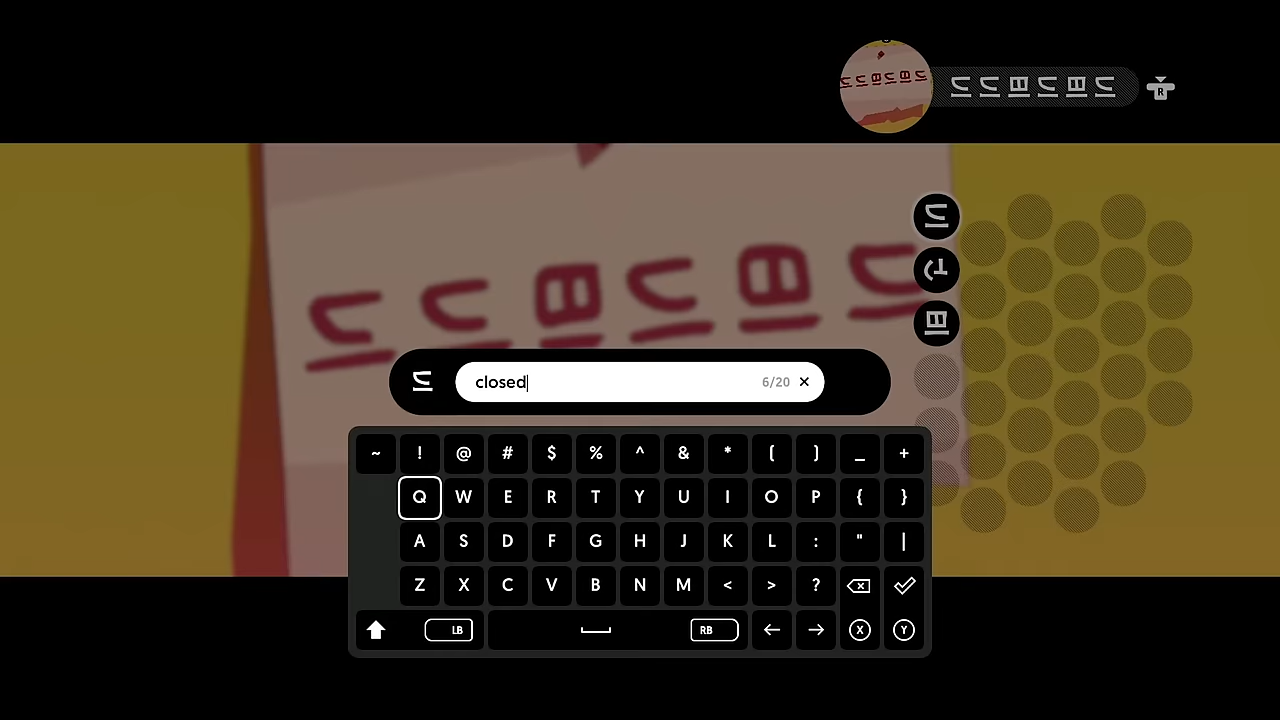 closed
6/20 ×
~ ! @ # $ % ^ & * ( ) _ +
Q W E R T Y U I O P { }
A S D F G H J K L : " |
Z X C V B N M < > ?
LB RB ← → X Y
R